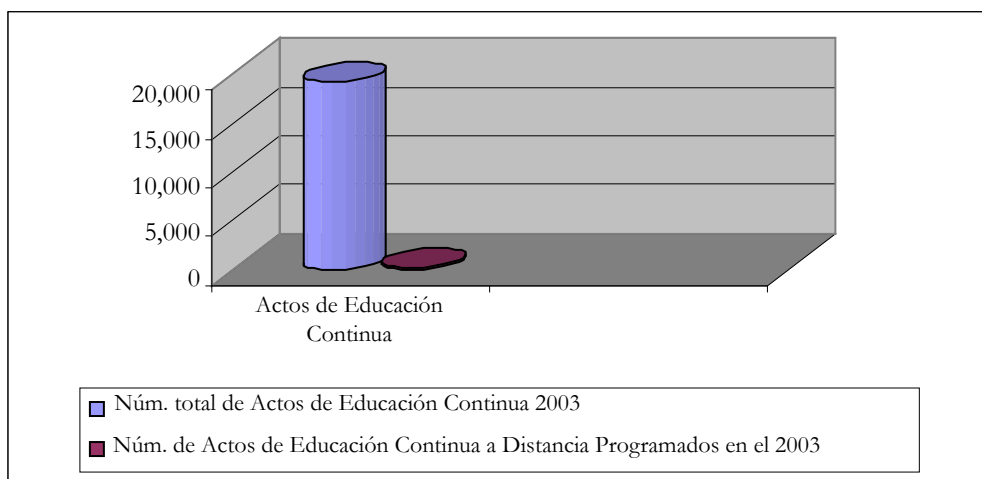 20,000
15,000
10,000
5,000
0
Actos de Educación
Continua
Núm. total de Actos de Educación Continua 2003
Núm. de Actos de Educación Continua a Distancia Programados en el 2003